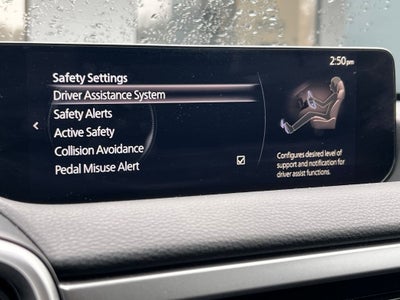 2:50pm
Safety Settings
Driver Assistance System
Safety Alerts
Active Safety
Collision Avoidance
Pedal Misuse Alert
Configures desired level
of support and notification for
driver assist functions.